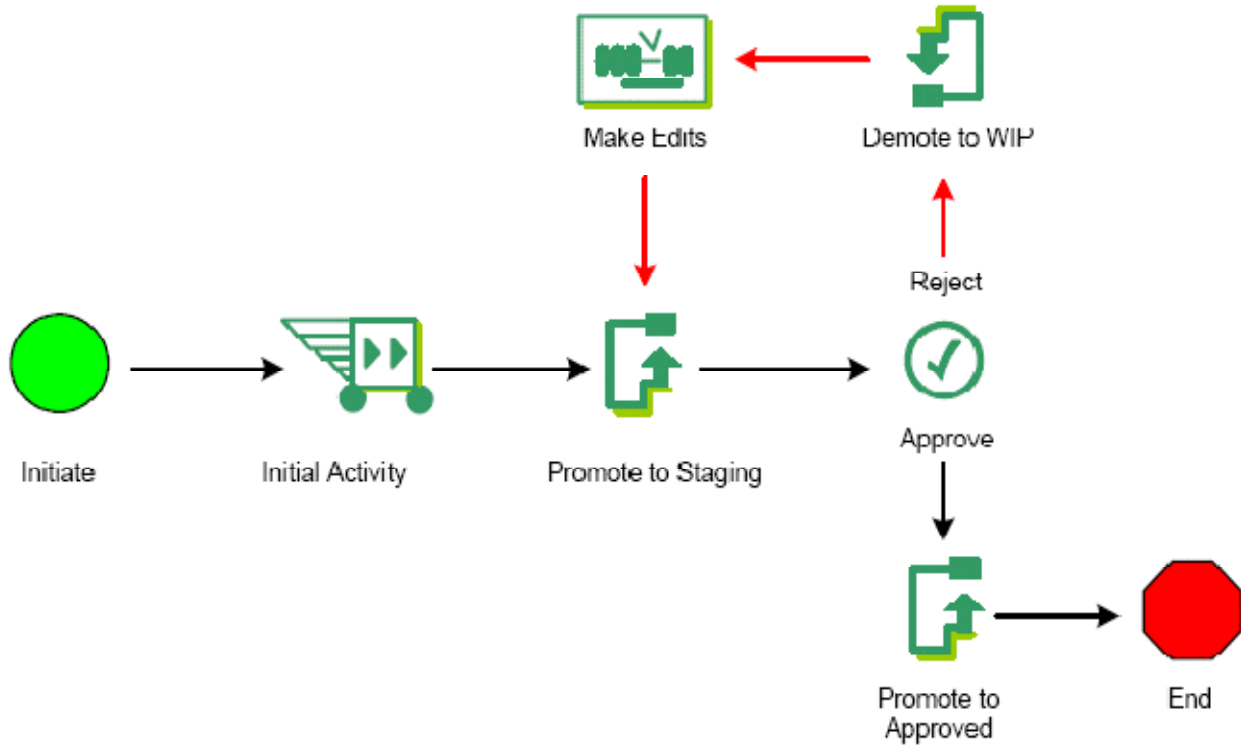 Make Edits
Demote to WIP
Reject
Approve
Initiate
Initial Activity
Promote to Staging
Promote to
Approved
End